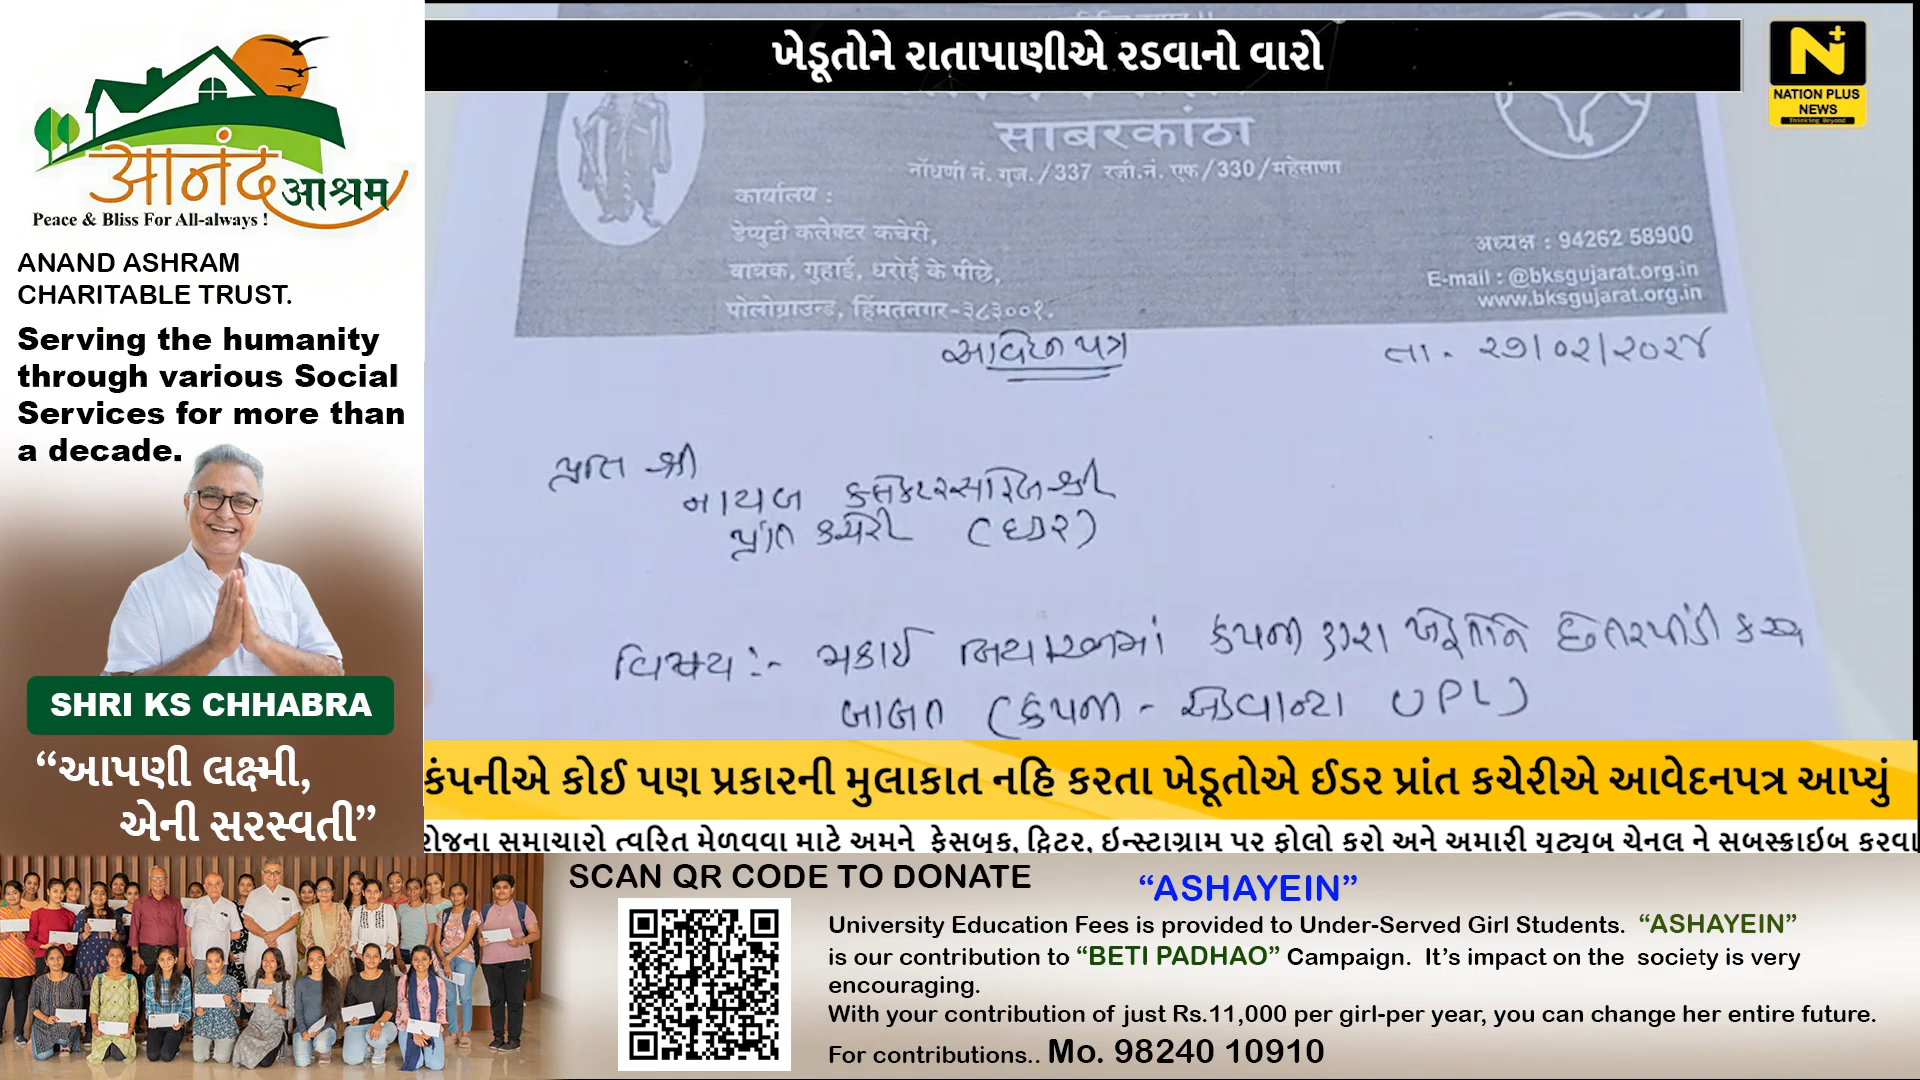 ખેડૂતોને રાતાપાણીએ રડવાનો વારો
N+
NATION PLUS
NEWS
Thinking Beyond
आनंद आश्रम
Peace & Bliss For All-always !
ANAND ASHRAM
CHARITABLE TRUST.
Serving the humanity
through various Social
Services for more than
a decade.
SHRI KS CHHABRA
“આપણી લક્ષ્મી,
એની સરસ્વતી”
साबरकांठा
नोंधणी नं. गुज./337 रजी.नं. एफ/330/महेसाणा
कार्यालय :
डेप्युटी कलेक्टर कचेरी,
वात्रक, गुहाई, धरोई के पीछे,
पोलोग्राउन्ड, हिंमतनगर-३८३००१.
अध्यक्ष : 94262 58900
E-mail : @bksgujarat.org.in
www.bksgujarat.org.in
આવેદન પત્ર
તા. ૨૭/૦૨/૨૦૨૪
પ્રતિ શ્રી
નાયબ કલેકટર સાહેબ શ્રી
પ્રાંત કચેરી (ઇડર)
વિષય :- મકાઈ બિયારણમાં કંપની દ્વારા ખેડૂતોને છેતરપીંડી કર્યા
બાબત (કંપની - એડવાન્ટા UPL)
કંપનીએ કોઈ પણ પ્રકારની મુલાકાત નહિ કરતા ખેડૂતોએ ઈડર પ્રાંત કચેરીએ આવેદનપત્ર આપ્યું
રોજના સમાચારો ત્વરિત મેળવવા માટે અમને ફેસબુક, ટ્વિટર, ઇન્સ્ટાગ્રામ પર ફોલો કરો અને અમારી યુટ્યુબ ચેનલ ને સબસ્ક્રાઇબ કરવા
SCAN QR CODE TO DONATE
“ASHAYEIN”
University Education Fees is provided to Under-Served Girl Students. “ASHAYEIN”
is our contribution to “BETI PADHAO” Campaign. It’s impact on the society is very
encouraging.
With your contribution of just Rs.11,000 per girl-per year, you can change her entire future.
For contributions.. Mo. 98240 10910